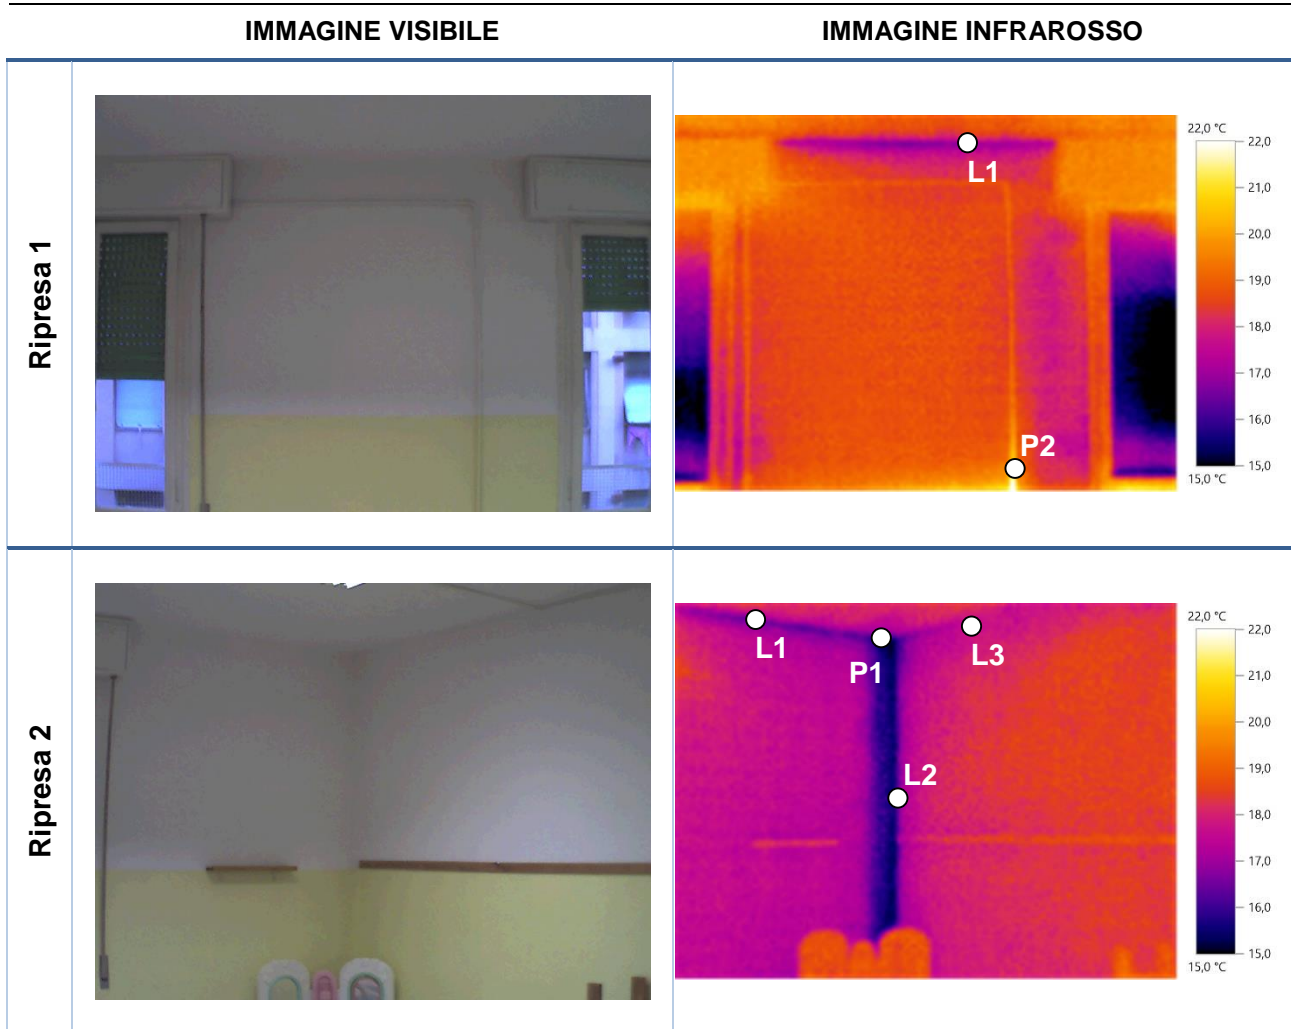 IMMAGINE VISIBILE
IMMAGINE INFRAROSSO
Ripresa 1
L1
P2
22,0 °C
22,0
21,0
20,0
19,0
18,0
17,0
16,0
15,0
15,0 °C
Ripresa 2
L1
P1
L3
L2
22,0 °C
22,0
21,0
20,0
19,0
18,0
17,0
16,0
15,0
15,0 °C